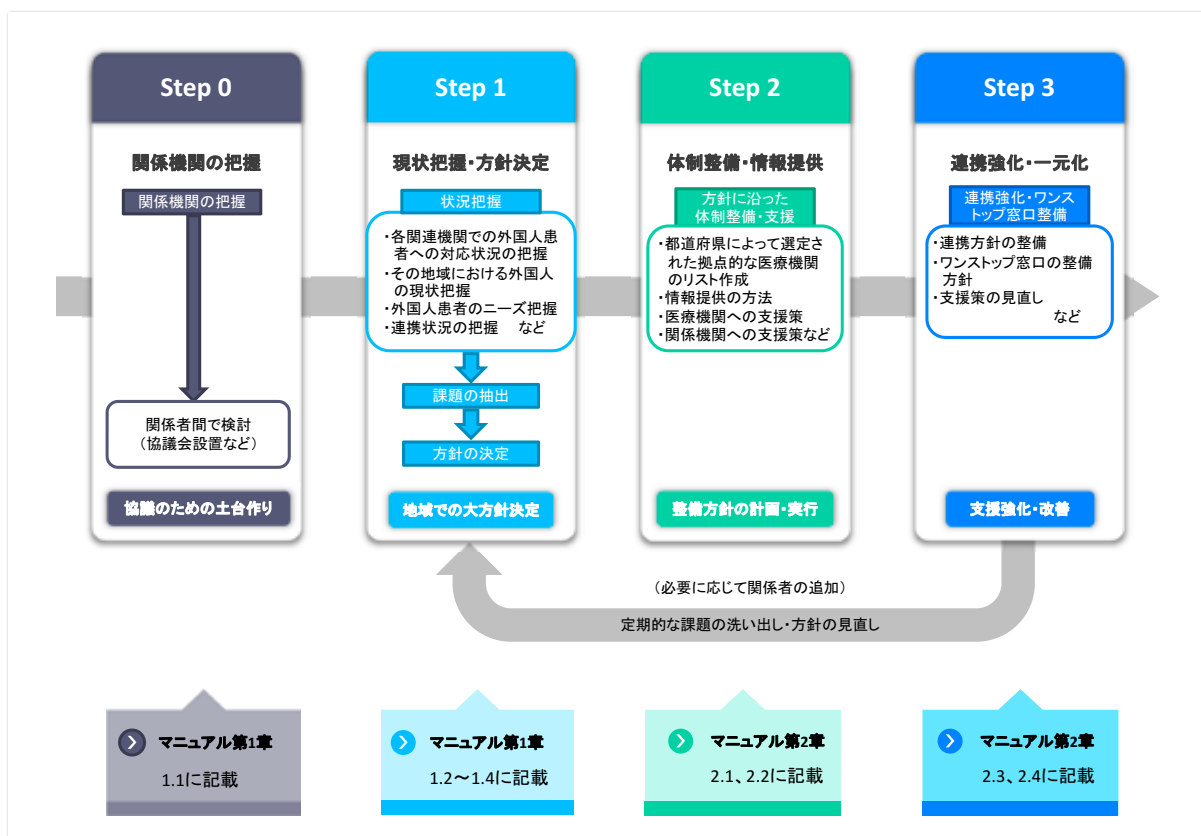 Step 0
関係機関の把握
関係機関の把握
関係者間で検討
(協議会設置など)
協議のための土台作り
Step 1
現状把握・方針決定
状況把握
・各関連機関での外国人患
者への対応状況の把握
・その地域における外国人
の現状把握
・外国人患者のニーズ把握
・連携状況の把握 など
課題の抽出
方針の決定
地域での大方針決定
Step 2
体制整備・情報提供
方針に沿った
体制整備・支援
・都道府県によって選定さ
れた拠点的な医療機関
のリスト作成
・情報提供の方法
・医療機関への支援策
・関係機関への支援策など
整備方針の計画・実行
Step 3
連携強化・一元化
連携強化・ワンス
トップ窓口整備
・連携方針の整備
・ワンストップ窓口の整備
方針
・支援策の見直し
など
支援強化・改善
(必要に応じて関係者の追加)
定期的な課題の洗い出し・方針の見直し
マニュアル第1章
1.1に記載
マニュアル第1章
1.2～1.4に記載
マニュアル第2章
2.1、2.2に記載
マニュアル第2章
2.3、2.4に記載